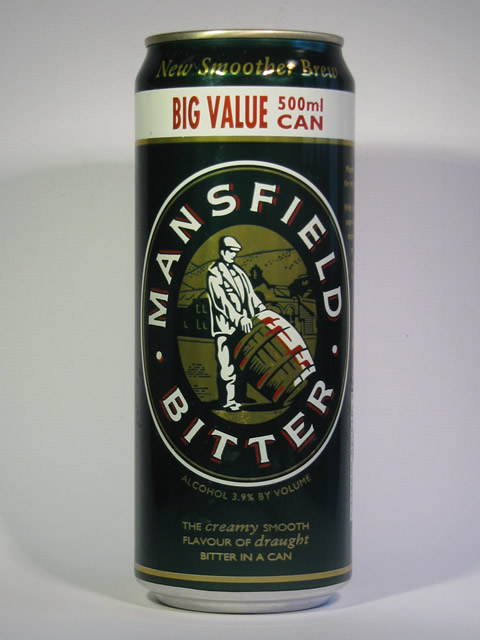 New Smoother Brew
BIG VALUE 500ml
CAN
MANSFIELD
BITTER
ALCOHOL 3.9% BY VOLUME
THE creamy SMOOTH
FLAVOUR OF draught
BITTER IN A CAN